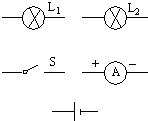 L₁ L₂
S + A −